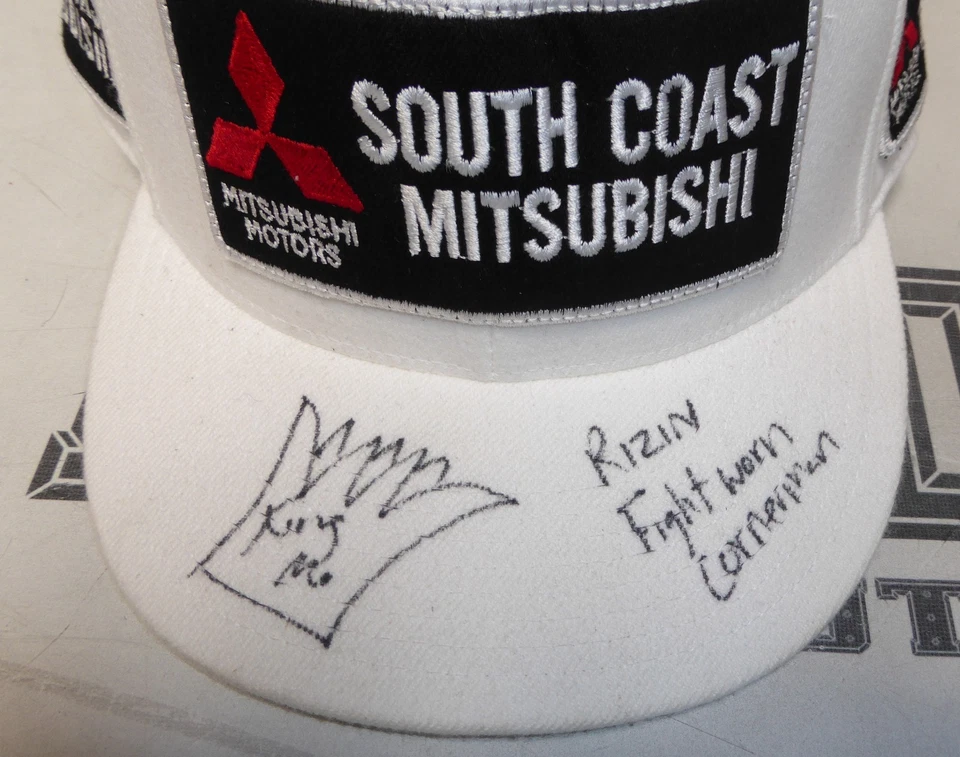 SOUTH COAST
MITSUBISHI
MITSUBISHI
MOTORS
King
Mo
RIZIN
Fight worn
cornerman